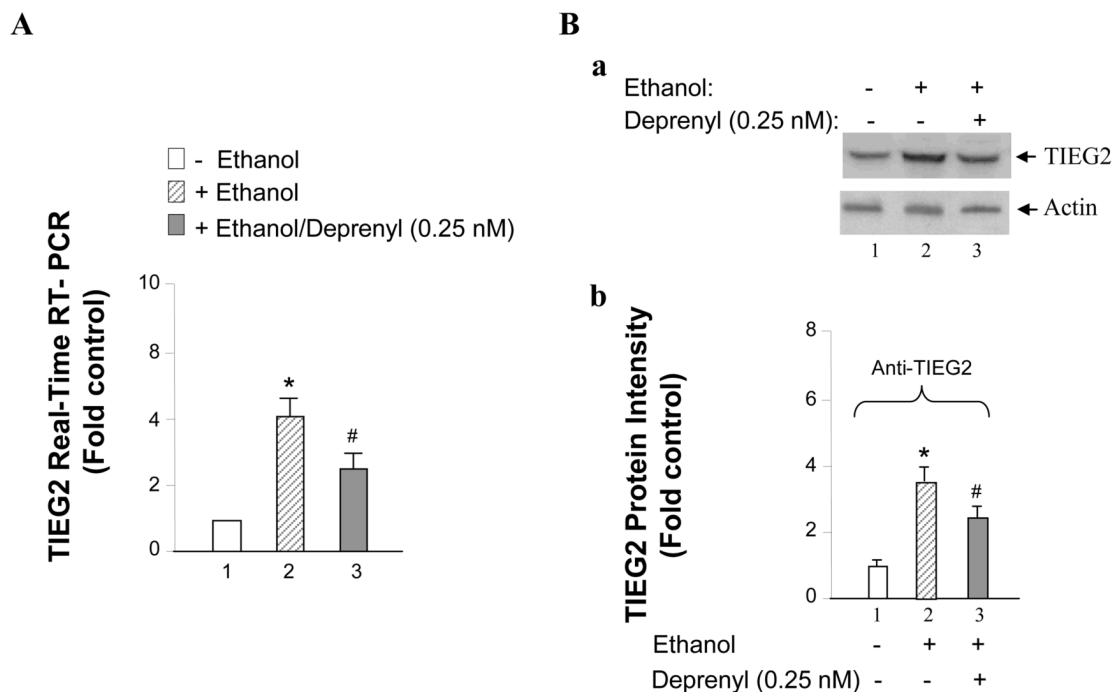 A
- Ethanol
+ Ethanol
+ Ethanol/Deprenyl (0.25 nM)
TIEG2 Real-Time RT- PCR
(Fold control)
10
8
4
2
0
*
#
1 2 3
B
a
Ethanol: - + +
Deprenyl (0.25 nM): - - +
TIEG2
Actin
1 2 3
b
TIEG2 Protein Intensity
(Fold control)
8
6
4
2
0
Anti-TIEG2
*
#
1 2 3
Ethanol - + +
Deprenyl (0.25 nM) - - +